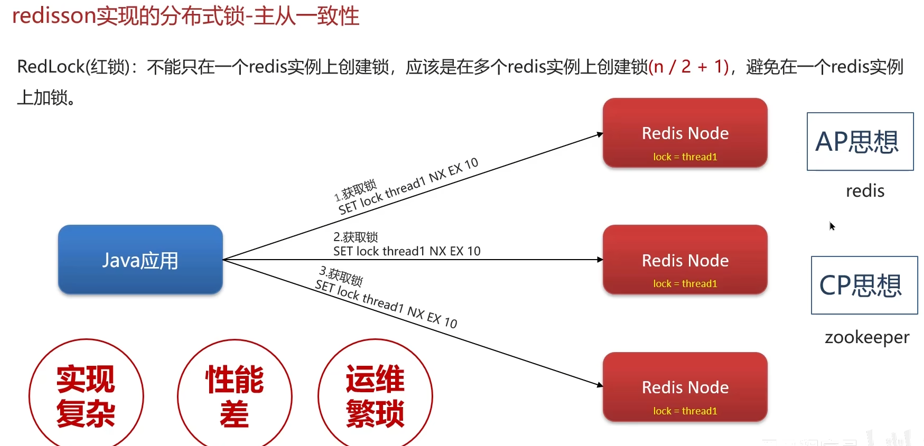 redisson实现的分布式锁-主从一致性
RedLock(红锁)：不能只在一个redis实例上创建锁，应该是在多个redis实例上创建锁(n / 2 + 1)，避免在一个redis实例
上加锁。
Redis Node
lock = thread1
AP思想
redis
1.获取锁
SET lock thread1 NX EX 10
Java应用
2.获取锁
SET lock thread1 NX EX 10
Redis Node
lock = thread1
CP思想
zookeeper
3.获取锁
SET lock thread1 NX EX 10
Redis Node
lock = thread1
实现
复杂
性能
差
运维
繁琐